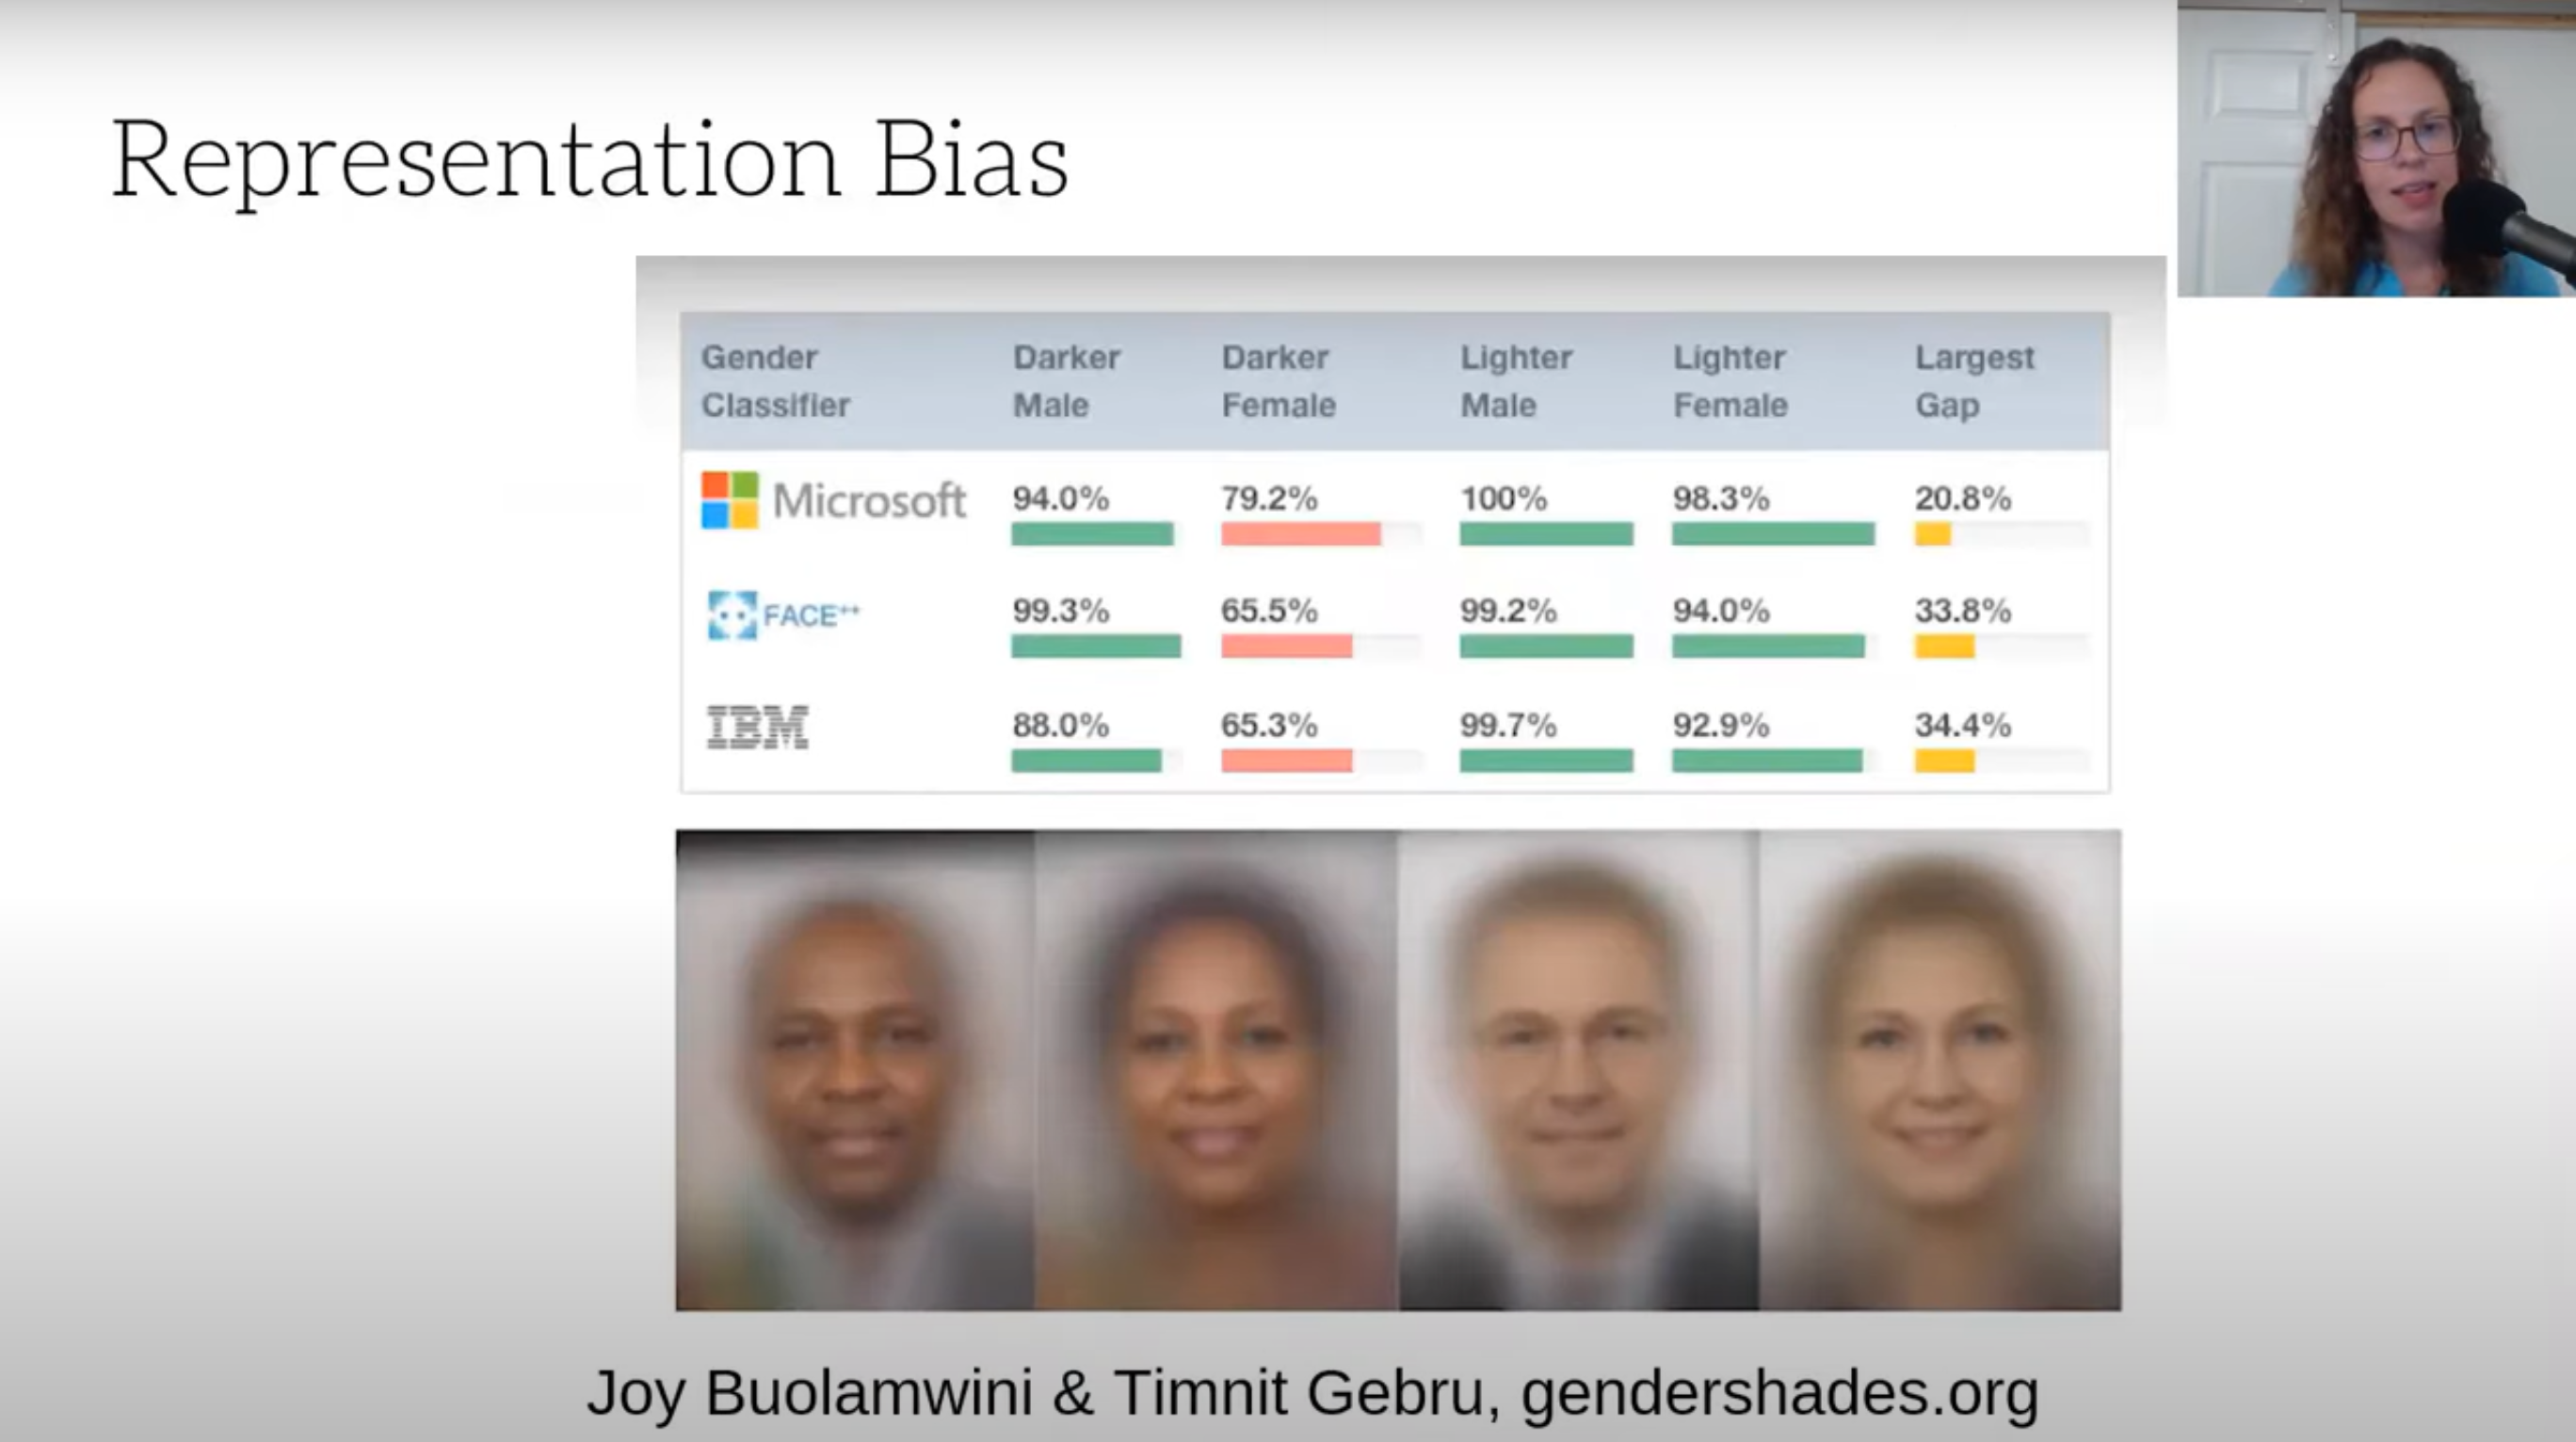 Representation Bias
Gender Classifier Darker Male Darker Female Lighter Male Lighter Female Largest Gap
Microsoft 94.0% 79.2% 100% 98.3% 20.8%
FACE++ 99.3% 65.5% 99.2% 94.0% 33.8%
IBM 88.0% 65.3% 99.7% 92.9% 34.4%
Joy Buolamwini & Timnit Gebru, gendershades.org